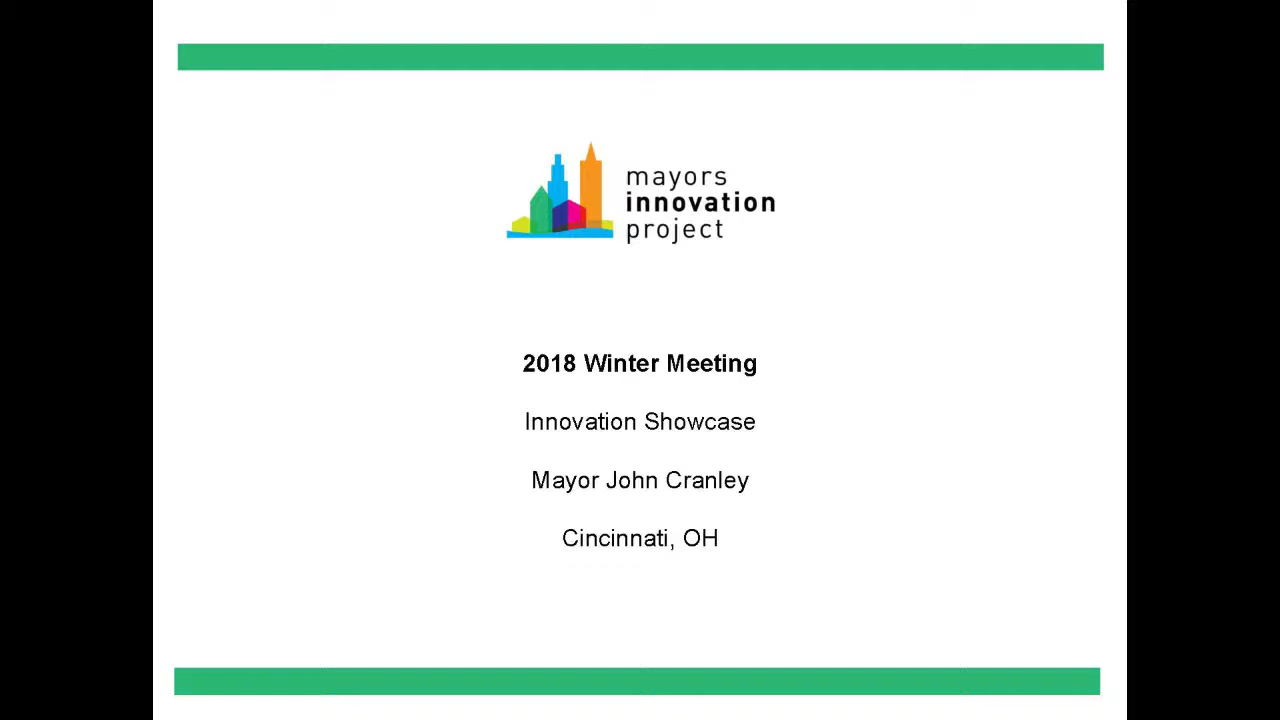 mayors
innovation
project
2018 Winter Meeting
Innovation Showcase
Mayor John Cranley
Cincinnati, OH